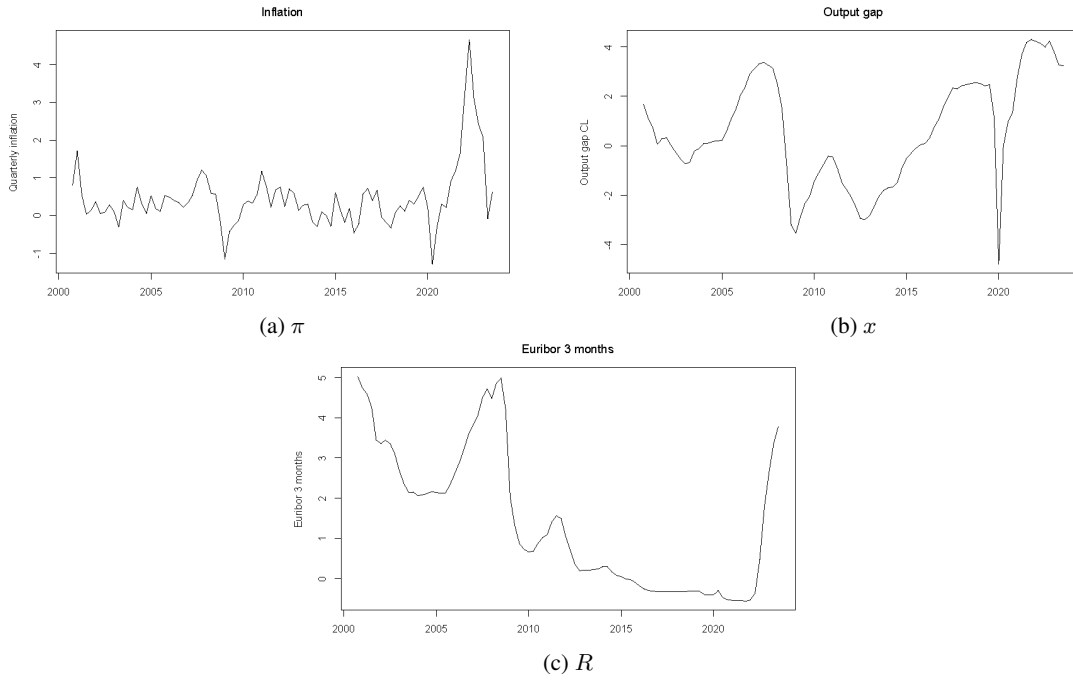 Inflation
Quarterly inflation
4
3
2
1
0
-1
2000 2005 2010 2015 2020
(a) π
Output gap
Output gap CL
4
2
0
-2
-4
2000 2005 2010 2015 2020
(b) x
Euribor 3 months
Euribor 3 months
5
4
3
2
1
0
2000 2005 2010 2015 2020
(c) R